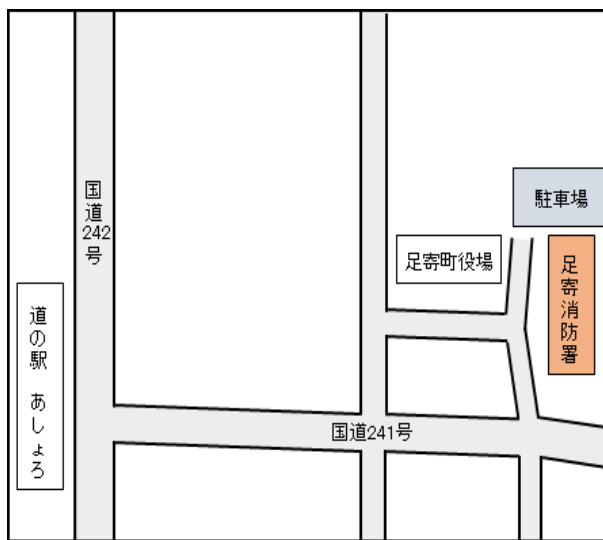 国道242号
駐車場
足寄町役場
足寄消防署
道の駅 あしょろ
国道241号